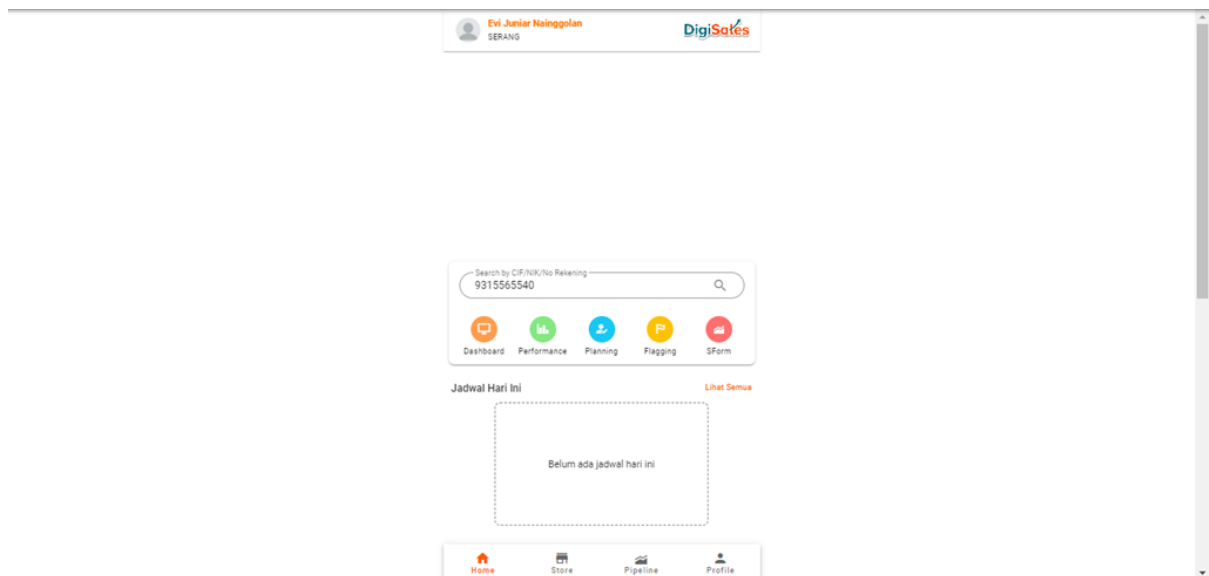 Evi Juniar Nainggolan
SERANG
DigiSales
Search by CIF/NIK/No Rekening
9315565540
Dashboard Performance Planning Flagging SForm
Jadwal Hari Ini Lihat Semua
Belum ada jadwal hari ini
Home Store Pipeline Profile